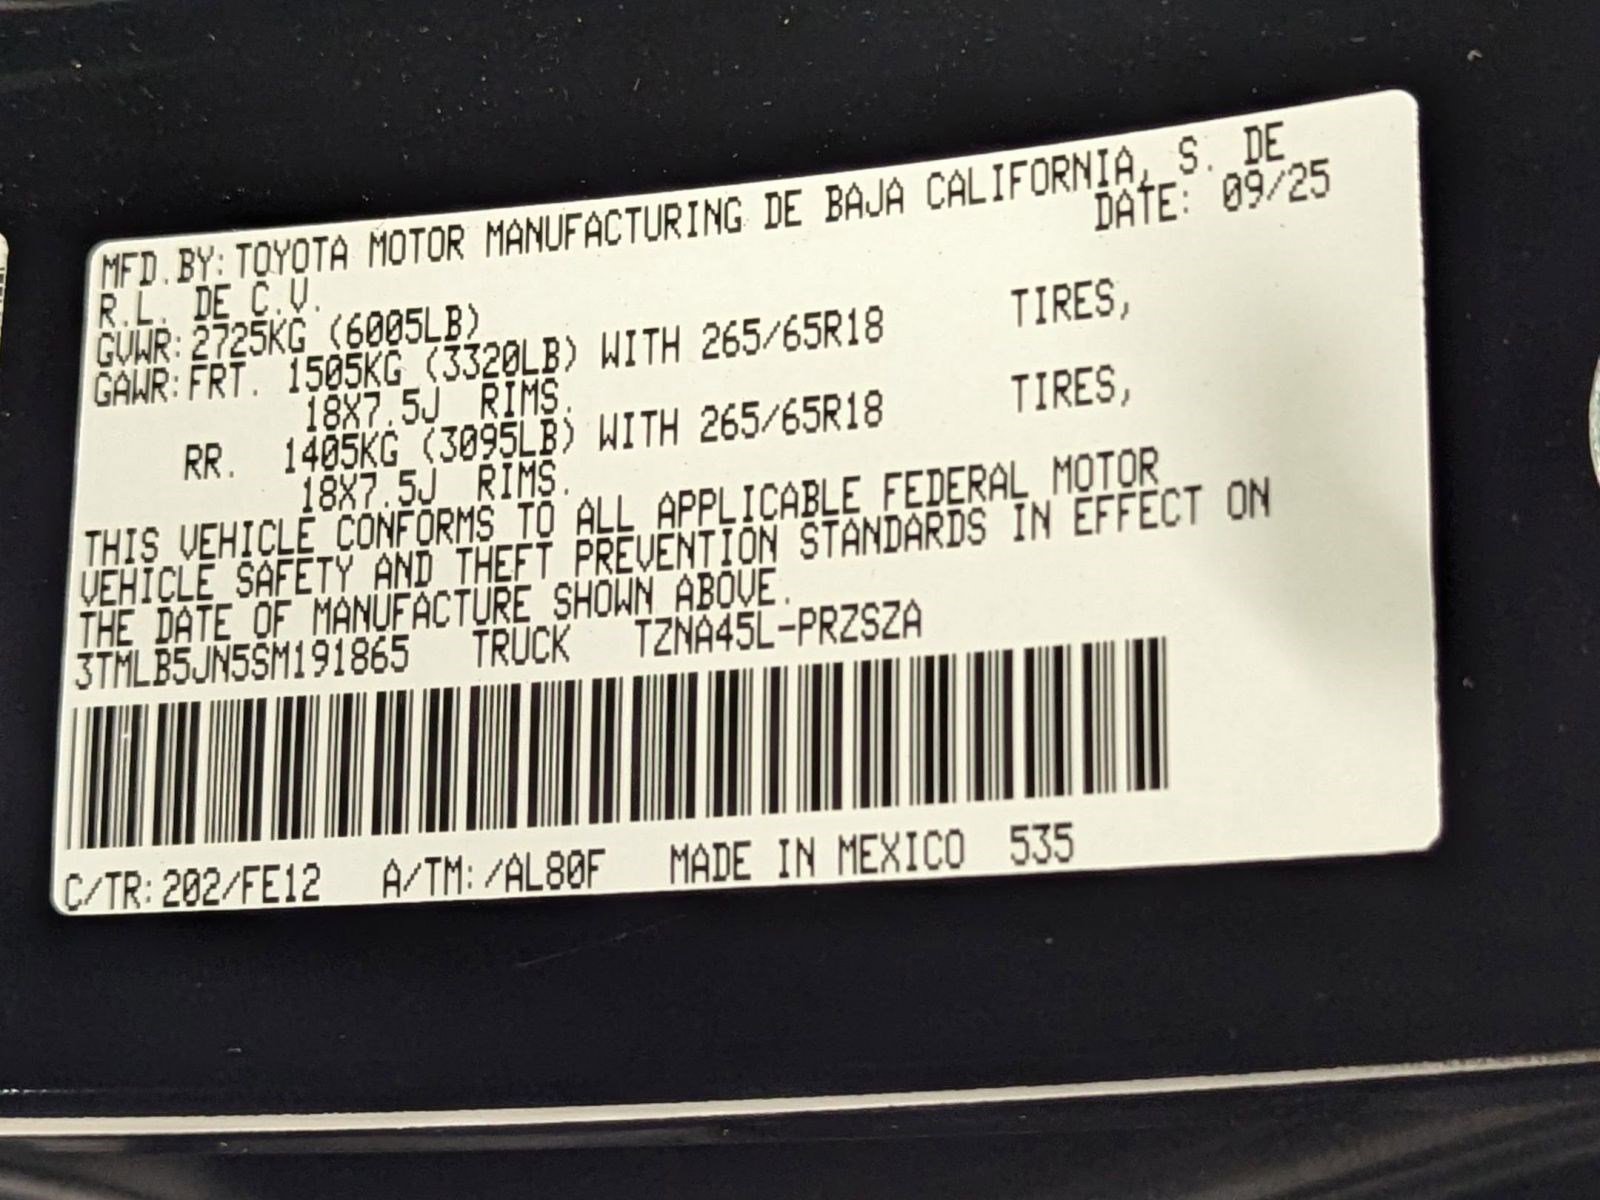 MFD.BY: TOYOTA MOTOR MANUFACTURING DE BAJA CALIFORNIA, S. DE
R.L. DE C.V. DATE: 09/25
GVWR: 2725KG (6005LB)
GAWR: FRT. 1505KG (3320LB) WITH 265/65R18 TIRES,
18X7.5J RIMS.
RR. 1405KG (3095LB) WITH 265/65R18 TIRES,
18X7.5J RIMS.
THIS VEHICLE CONFORMS TO ALL APPLICABLE FEDERAL MOTOR
VEHICLE SAFETY AND THEFT PREVENTION STANDARDS IN EFFECT ON
THE DATE OF MANUFACTURE SHOWN ABOVE.
3TMLB5JN5SM191865 TRUCK TZNA45L-PRZSZA
C/TR: 202/FE12 A/TM: /AL80F MADE IN MEXICO 535